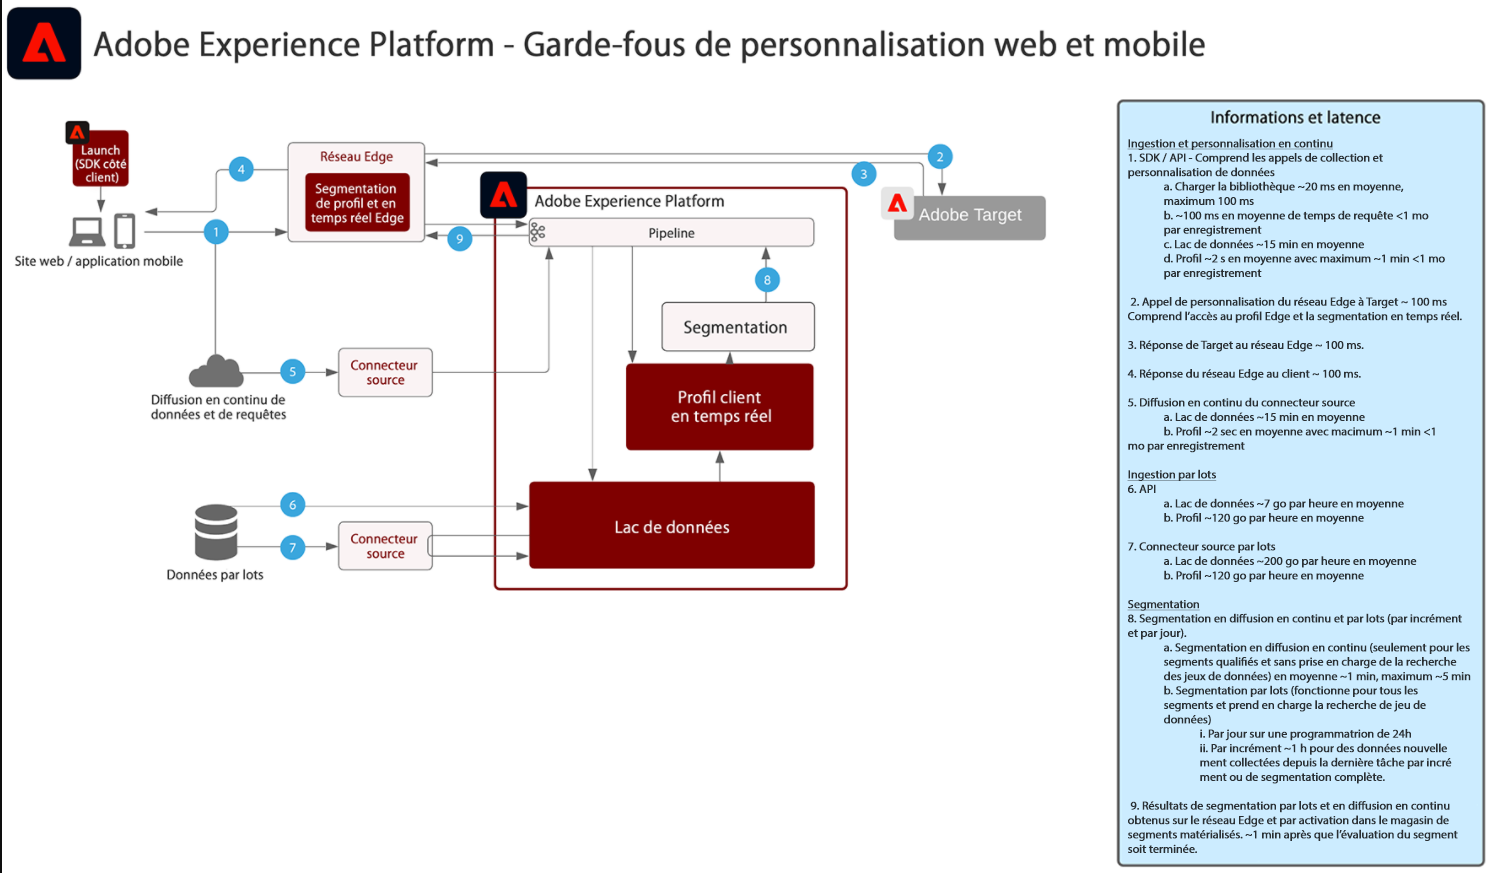 Adobe Experience Platform - Garde-fous de personnalisation web et mobile
Launch
(SDK côté
client)
Site web / application mobile
4
1
Réseau Edge
Segmentation
de profil et en
temps réel Edge
2
3
Adobe Target
9
Adobe Experience Platform
Pipeline
8
Segmentation
Profil client
en temps réel
Lac de données
5
Connecteur
source
Diffusion en continu de
données et de requêtes
6
7
Connecteur
source
Données par lots
Informations et latence
Ingestion et personnalisation en continu
1. SDK / API - Comprend les appels de collection et
personnalisation de données
a. Charger la bibliothèque ~20 ms en moyenne,
maximum 100 ms
b. ~100 ms en moyenne de temps de requête <1 mo
par enregistrement
c. Lac de données ~15 min en moyenne
d. Profil ~2 s en moyenne avec maximum ~1 min <1 mo
par enregistrement
2. Appel de personnalisation du réseau Edge à Target ~ 100 ms
Comprend l'accès au profil Edge et la segmentation en temps réel.
3. Réponse de Target au réseau Edge ~ 100 ms.
4. Réponse du réseau Edge au client ~ 100 ms.
5. Diffusion en continu du connecteur source
a. Lac de données ~15 min en moyenne
b. Profil ~2 sec en moyenne avec macimum ~1 min <1
mo par enregistrement
Ingestion par lots
6. API
a. Lac de données ~7 go par heure en moyenne
b. Profil ~120 go par heure en moyenne
7. Connecteur source par lots
a. Lac de données ~200 go par heure en moyenne
b. Profil ~120 go par heure en moyenne
Segmentation
8. Segmentation en diffusion en continu et par lots (par incrément
et par jour).
a. Segmentation en diffusion en continu (seulement pour les
segments qualifiés et sans prise en charge de la recherche
des jeux de données) en moyenne ~1 min, maximum ~5 min
b. Segmentation par lots (fonctionne pour tous les
segments et prend en charge la recherche de jeu de
données)
i. Par jour sur une programmatrion de 24h
ii. Par incrément ~1 h pour des données nouvelle
ment collectées depuis la dernière tâche par incré
ment ou de segmentation complète.
9. Résultats de segmentation par lots et en diffusion en continu
obtenus sur le réseau Edge et par activation dans le magasin de
segments matérialisés. ~1 min après que l'évaluation du segment
soit terminée.